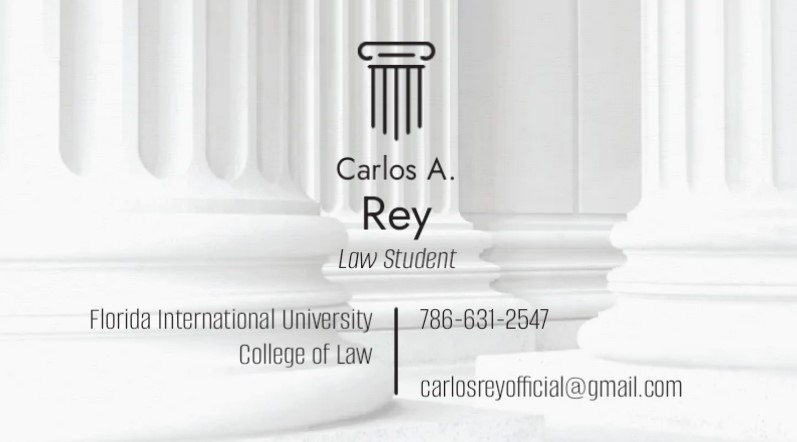 Carlos A.
Rey
Law Student
Florida International University
College of Law
786-631-2547
carlosreyofficial@gmail.com